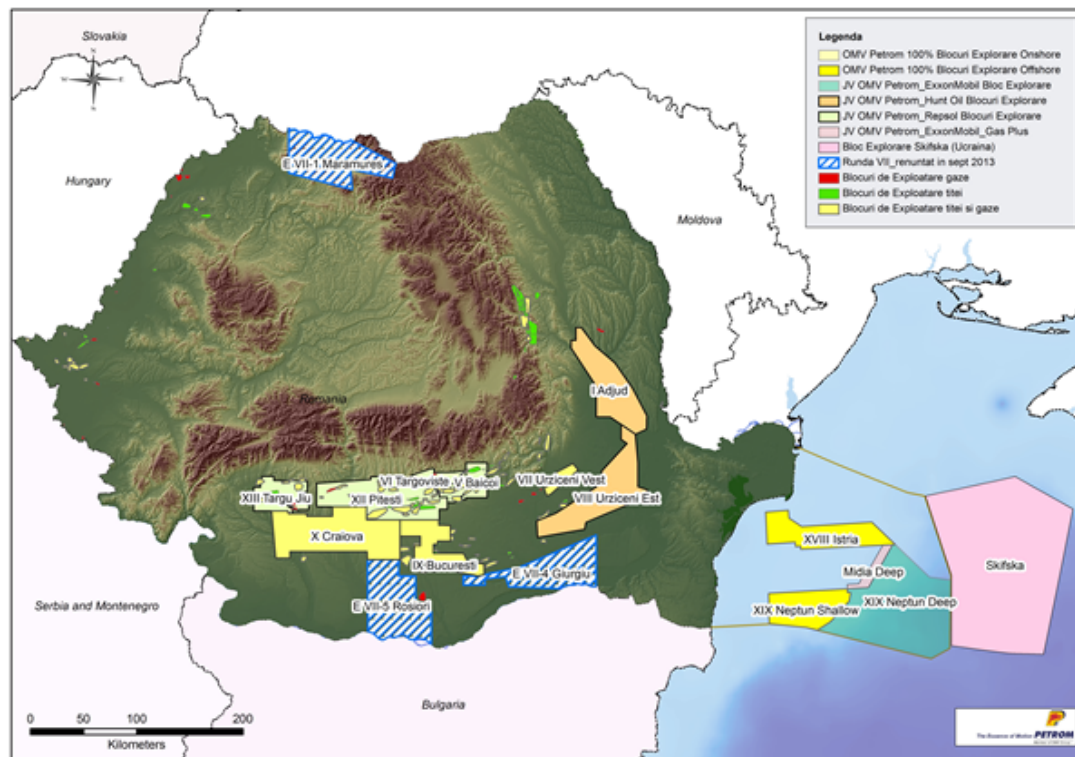 Slovakia
N
W
E
S
Hungary
Moldova
Romania
Serbia and Montenegro
Bulgaria
E VII-1 Maramures
I Adjud
VI Targoviste
V Baicoi
VII Urziceni Vest
XIII Targu Jiu
XII Pitesti
VIII Urziceni Est
X Craiova
IX Bucuresti
E VII-4 Giurgiu
E VII-5 Rosiori
XVIII Istria
Midia Deep
Skifska
XIX Neptun Shallow
XIX Neptun Deep
Legenda
OMV Petrom 100% Blocuri Explorare Onshore
OMV Petrom 100% Blocuri Explorare Offshore
JV OMV Petrom_ExxonMobil Bloc Explorare
JV OMV Petrom_Hunt Oil Blocuri Explorare
JV OMV Petrom_Repsol Blocuri Explorare
JV OMV Petrom_ExxonMobil_Gas Plus
Bloc Explorare Skifska (Ucraina)
Runda VII_renuntat in sept 2013
Blocuri de Exploatare gaze
Blocuri de Exploatare titei
Blocuri de Exploatare titei si gaze
0 50 100 200
Kilometers
The Essence of Motion PETROM